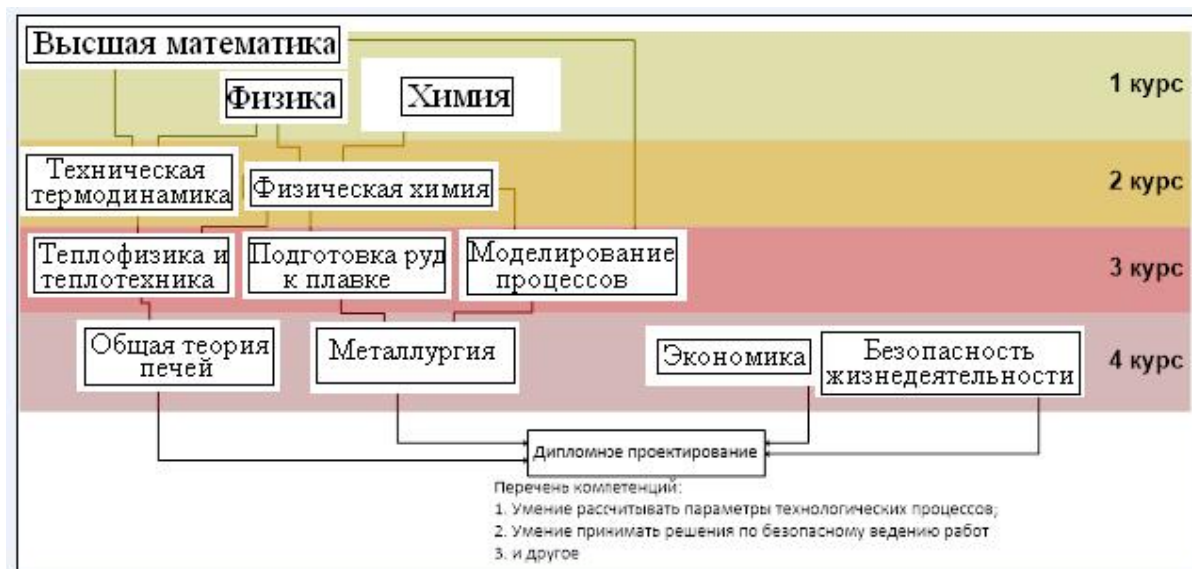 Высшая математика
Физика
Химия
1 курс
Техническая
термодинамика
Физическая химия
2 курс
Теплофизика и
теплотехника
Подготовка руд
к плавке
Моделирование
процессов
3 курс
Общая теория
печей
Металлургия
Экономика
Безопасность
жизнедеятельности
4 курс
Дипломное проектирование
Перечень компетенций:
1. Умение рассчитывать параметры технологических процессов;
2. Умение принимать решения по безопасному ведению работ
3. и другое